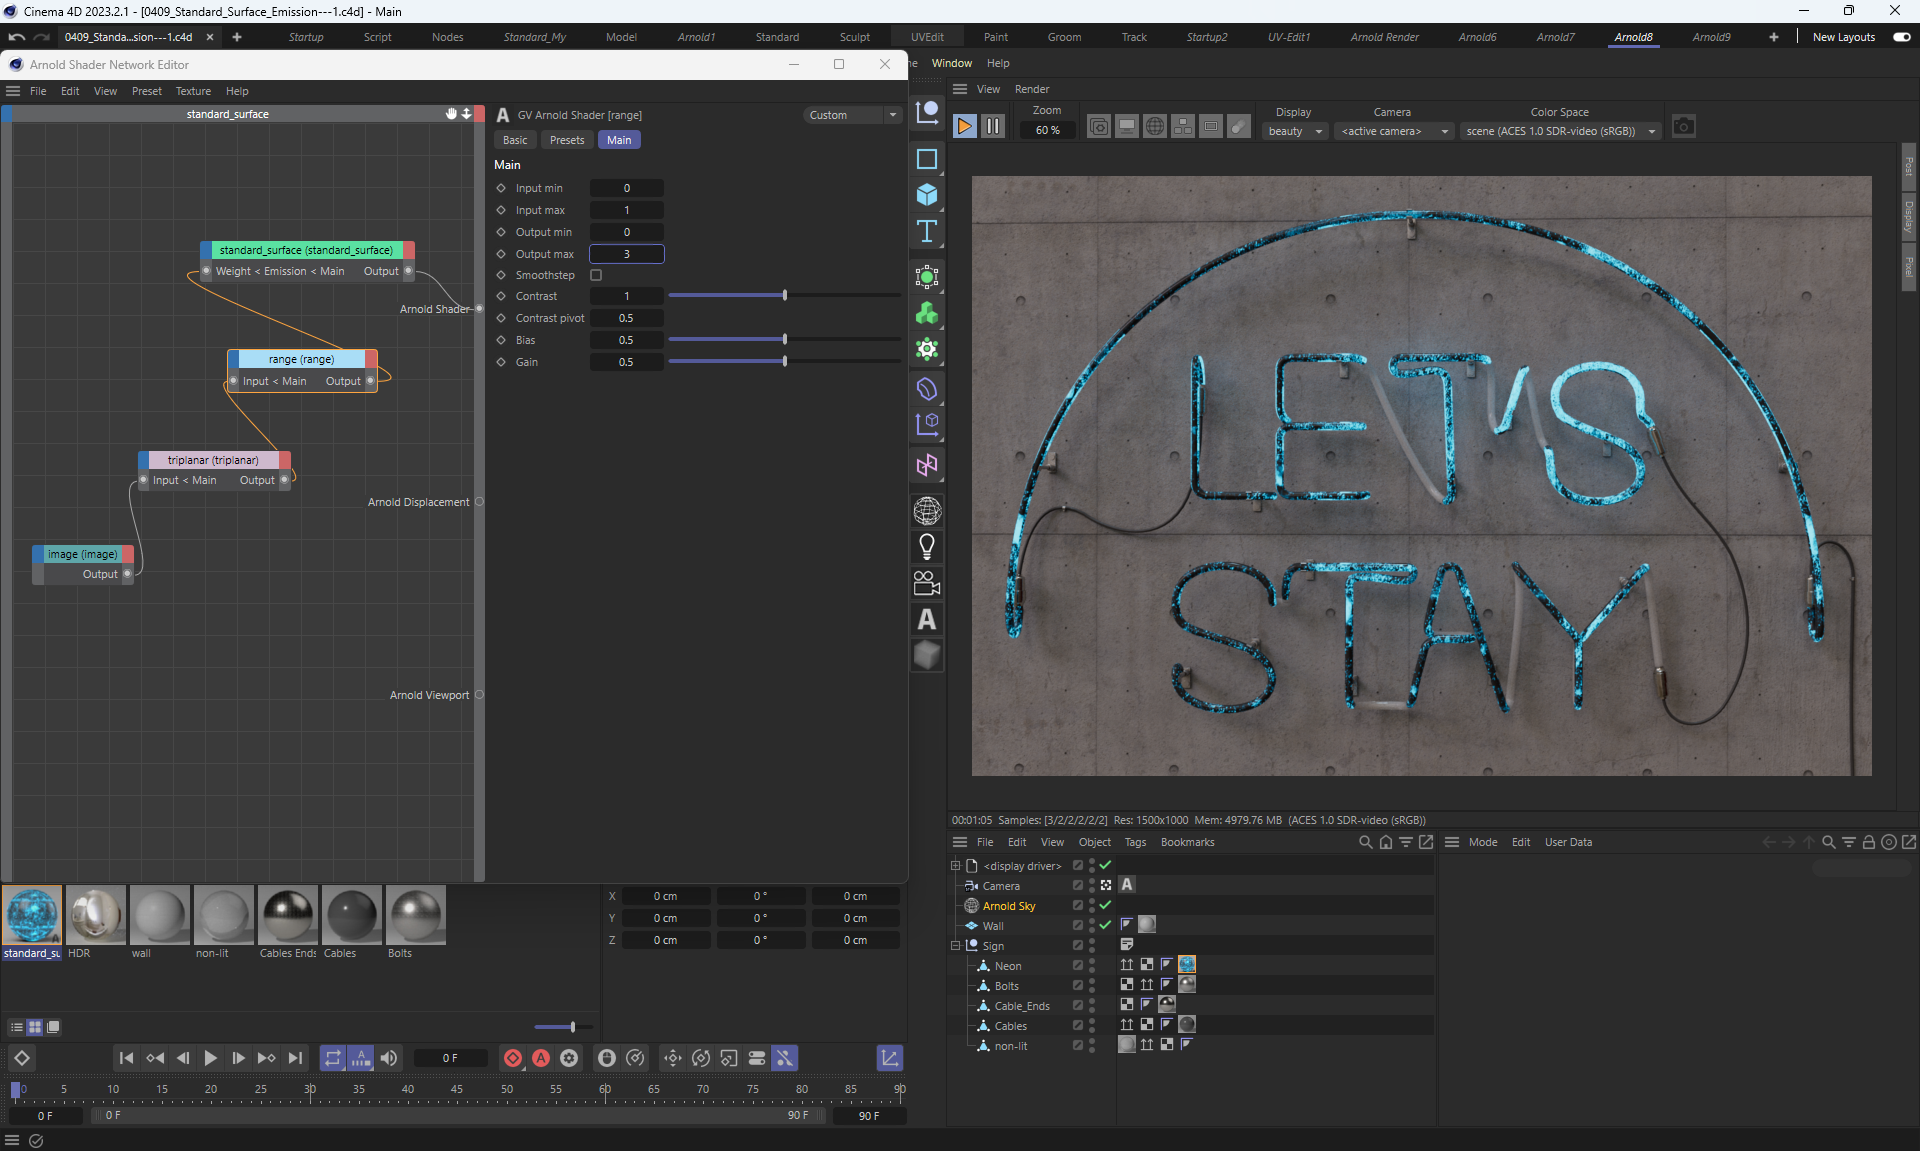 Cinema 4D 2023.2.1 - [0409_Standard_Surface_Emission---1.c4d] - Main
0409_Standa...sion---1.c4d
Startup
Script
Nodes
Standard_My
Model
Arnold1
Standard
Sculpt
UVEdit
Paint
Groom
Track
Startup2
UV-Edit1
Arnold Render
Arnold6
Arnold7
Arnold8
Arnold9
New Layouts
Arnold Shader Network Editor
Window Help
File Edit View Preset Texture Help
View Render
standard_surface
GV Arnold Shader [range]
Custom
Basic Presets Main
Main
Input min 0
Input max 1
Output min 0
Output max 3
Smoothstep
Contrast 1
Contrast pivot 0.5
Bias 0.5
Gain 0.5
standard_surface (standard_surface)
Weight < Emission < Main Output
Arnold Shader
range (range)
Input < Main Output
triplanar (triplanar)
Input < Main Output
Arnold Displacement
image (image)
Output
Arnold Viewport
Zoom
60 %
Display
beauty
Camera
<active camera>
Color Space
scene (ACES 1.0 SDR-video (sRGB))
Post
Display
Pixel
LET'S
STAY
00:01:05 Samples: [3/2/2/2/2/2] Res: 1500x1000 Mem: 4979.76 MB (ACES 1.0 SDR-video (sRGB))
File Edit View Object Tags Bookmarks
Mode Edit User Data
<display driver>
Camera
Arnold Sky
Wall
Sign
Neon
Bolts
Cable_Ends
Cables
non-lit
standard_su
HDR
wall
non-lit
Cables Ends
Cables
Bolts
X 0 cm 0 ° 0 cm
Y 0 cm 0 ° 0 cm
Z 0 cm 0 ° 0 cm
0 F
0 5 10 15 20 25 30 35 40 45 50 55 60 65 70 75 80 85 90
0 F
0 F
90 F
90 F